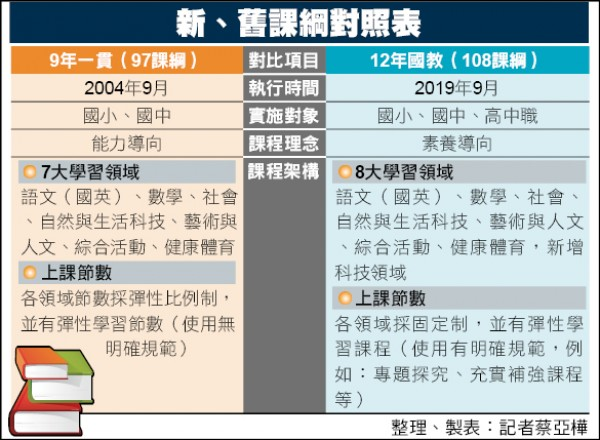 新、舊課綱對照表
9年一貫（97課綱）
對比項目
12年國教（108課綱）
2004年9月
執行時間
2019年9月
國小、國中
實施對象
國小、國中、高中職
能力導向
課程理念
素養導向
課程架構
7大學習領域
語文（國英）、數學、社會
、自然與生活科技、藝術與
人文、綜合活動、健康體育
上課節數
各領域節數採彈性比例制，
並有彈性學習節數（使用無
明確規範）
8大學習領域
語文（國英）、數學、社會
、自然與生活科技、藝術與人文
、綜合活動、健康體育，新增
科技領域
上課節數
各領域採固定制，並有彈性學
習課程（使用有明確規範，例
如：專題探究、充實補強課程
等）
整理、製表：記者蔡亞樺